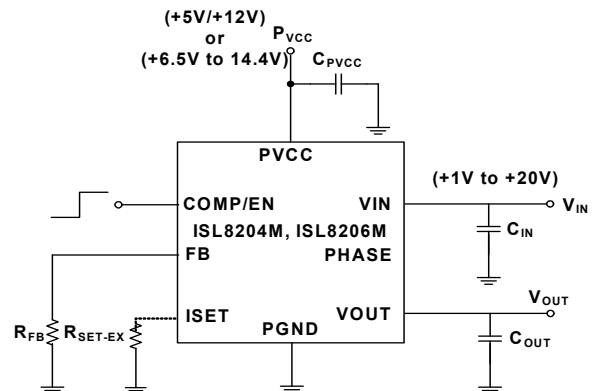 (+5V/+12V)
or
(+6.5V to 14.4V)
PVCC
CPVCC
PVCC
COMP/EN
VIN
(+1V to +20V)
VIN
ISL8204M, ISL8206M
CIN
FB
PHASE
VOUT
ISET
VOUT
RFB
RSET-EX
PGND
COUT